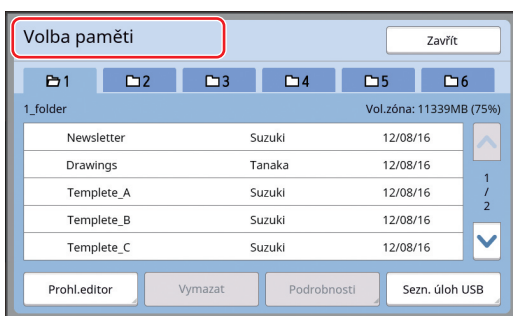 Volba paměti
Zavřít
1 2 3 4 5 6
1_folder Vol.zóna: 11339MB (75%)
Newsletter Suzuki 12/08/16
Drawings Tanaka 12/08/16
Templete_A Suzuki 12/08/16
Templete_B Suzuki 12/08/16
Templete_C Suzuki 12/08/16
1
/
2
Prohl.editor Vymazat Podrobnosti Sezn. úloh USB